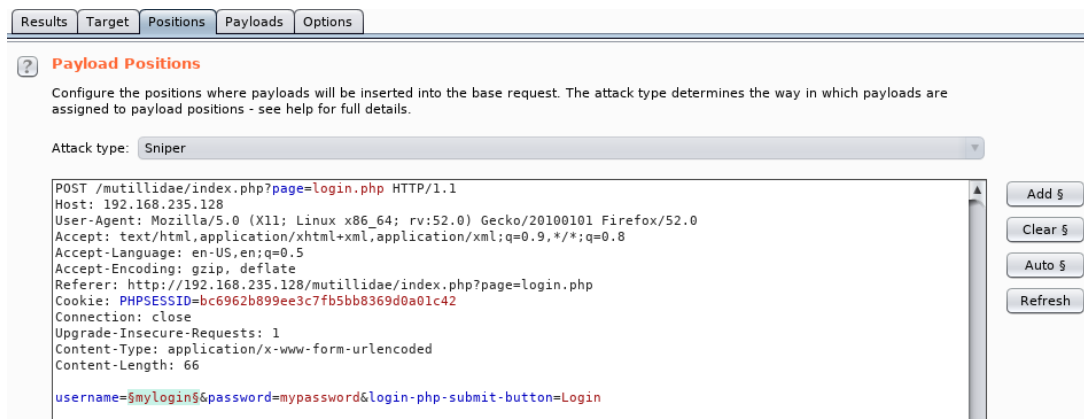 Results Target Positions Payloads Options
? Payload Positions
Configure the positions where payloads will be inserted into the base request. The attack type determines the way in which payloads are
assigned to payload positions - see help for full details.
Attack type: Sniper
POST /mutillidae/index.php?page=login.php HTTP/1.1
Host: 192.168.235.128
User-Agent: Mozilla/5.0 (X11; Linux x86_64; rv:52.0) Gecko/20100101 Firefox/52.0
Accept: text/html,application/xhtml+xml,application/xml;q=0.9,*/*;q=0.8
Accept-Language: en-US,en;q=0.5
Accept-Encoding: gzip, deflate
Referer: http://192.168.235.128/mutillidae/index.php?page=login.php
Cookie: PHPSESSID=bc6962b899ee3c7fb5bb8369d0a01c42
Connection: close
Upgrade-Insecure-Requests: 1
Content-Type: application/x-www-form-urlencoded
Content-Length: 66
username=§mylogin§&password=mypassword&login-php-submit-button=Login
Add §
Clear §
Auto §
Refresh